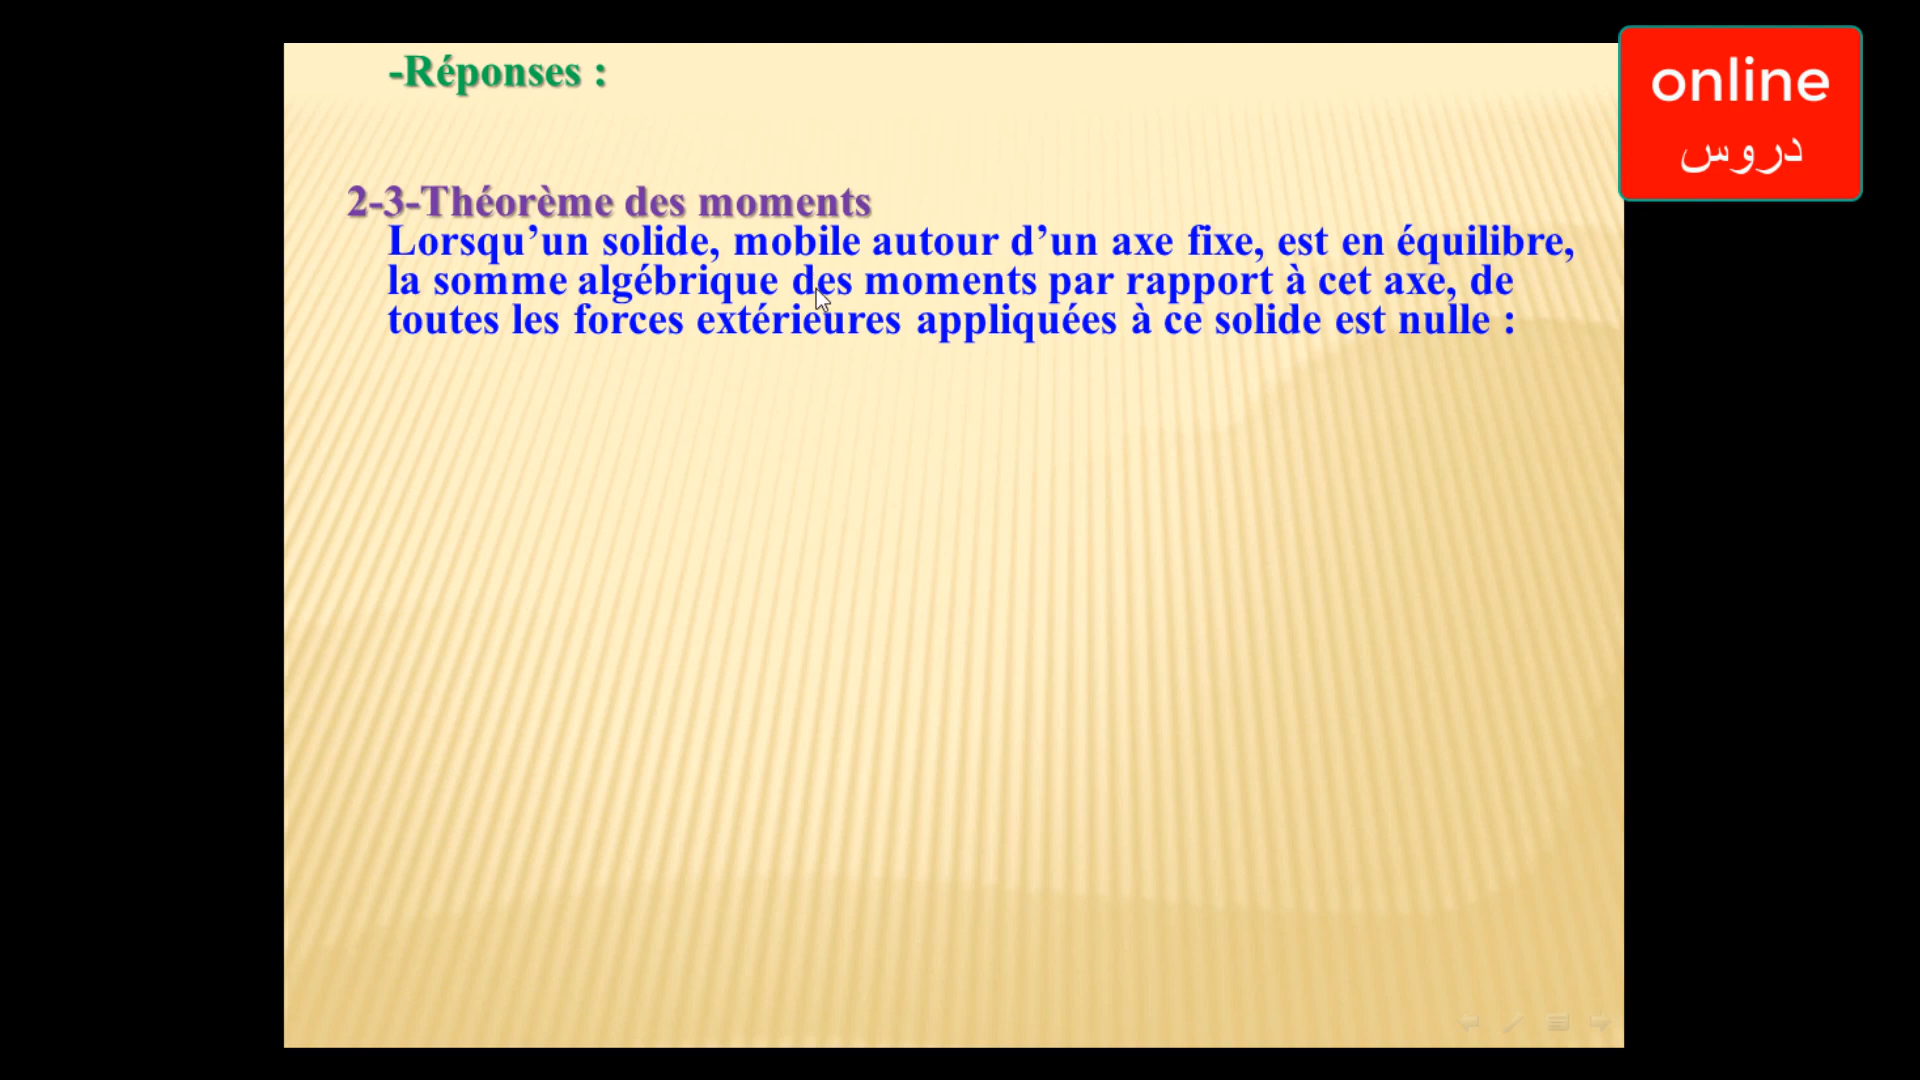 -Réponses :
online
دروس
2-3-Théorème des moments
Lorsqu’un solide, mobile autour d’un axe fixe, est en équilibre,
la somme algébrique des moments par rapport à cet axe, de
toutes les forces extérieures appliquées à ce solide est nulle :